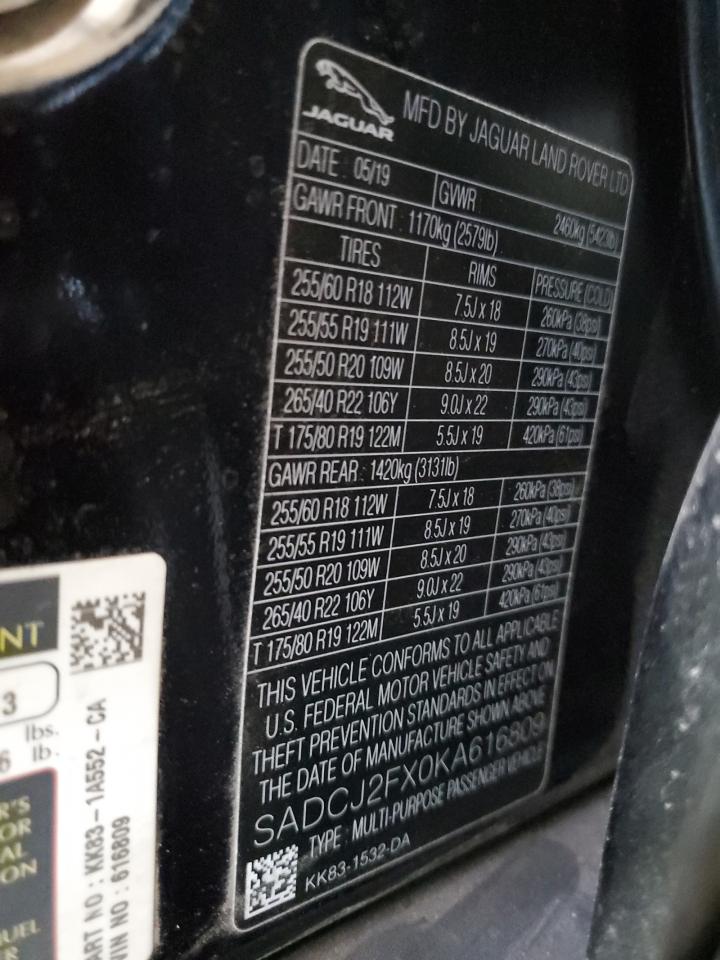 JAGUAR
MFD BY JAGUAR LAND ROVER LTD
DATE : 05/19 GVWR 2460kg (5423lb)
GAWR FRONT : 1170kg (2579lb)
TIRES RIMS PRESSURE (COLD)
255/60 R18 112W 7.5J x 18 260kPa (38psi)
255/55 R19 111W 8.5J x 19 270kPa (40psi)
255/50 R20 109W 8.5J x 20 290kPa (43psi)
265/40 R22 106Y 9.0J x 22 290kPa (43psi)
T 175/80 R19 122M 5.5J x 19 420kPa (61psi)
GAWR REAR : 1420kg (3131lb)
255/60 R18 112W 7.5J x 18 260kPa (38psi)
255/55 R19 111W 8.5J x 19 270kPa (40psi)
255/50 R20 109W 8.5J x 20 290kPa (43psi)
265/40 R22 106Y 9.0J x 22 290kPa (43psi)
T 175/80 R19 122M 5.5J x 19 420kPa (61psi)
THIS VEHICLE CONFORMS TO ALL APPLICABLE
U.S. FEDERAL MOTOR VEHICLE SAFETY AND
THEFT PREVENTION STANDARDS IN EFFECT ON
THE DATE OF MANUFACTURE SHOWN ABOVE
SADCJ2FX0KA616809
TYPE : MULTI-PURPOSE PASSENGER VEHICLE
KK83-1532-DA
NT
3
lbs.
6 lb.
R'S
OR
AL
ION
UEL
ER
ART NO : KK83-1A552-CA
VIN NO : 616809